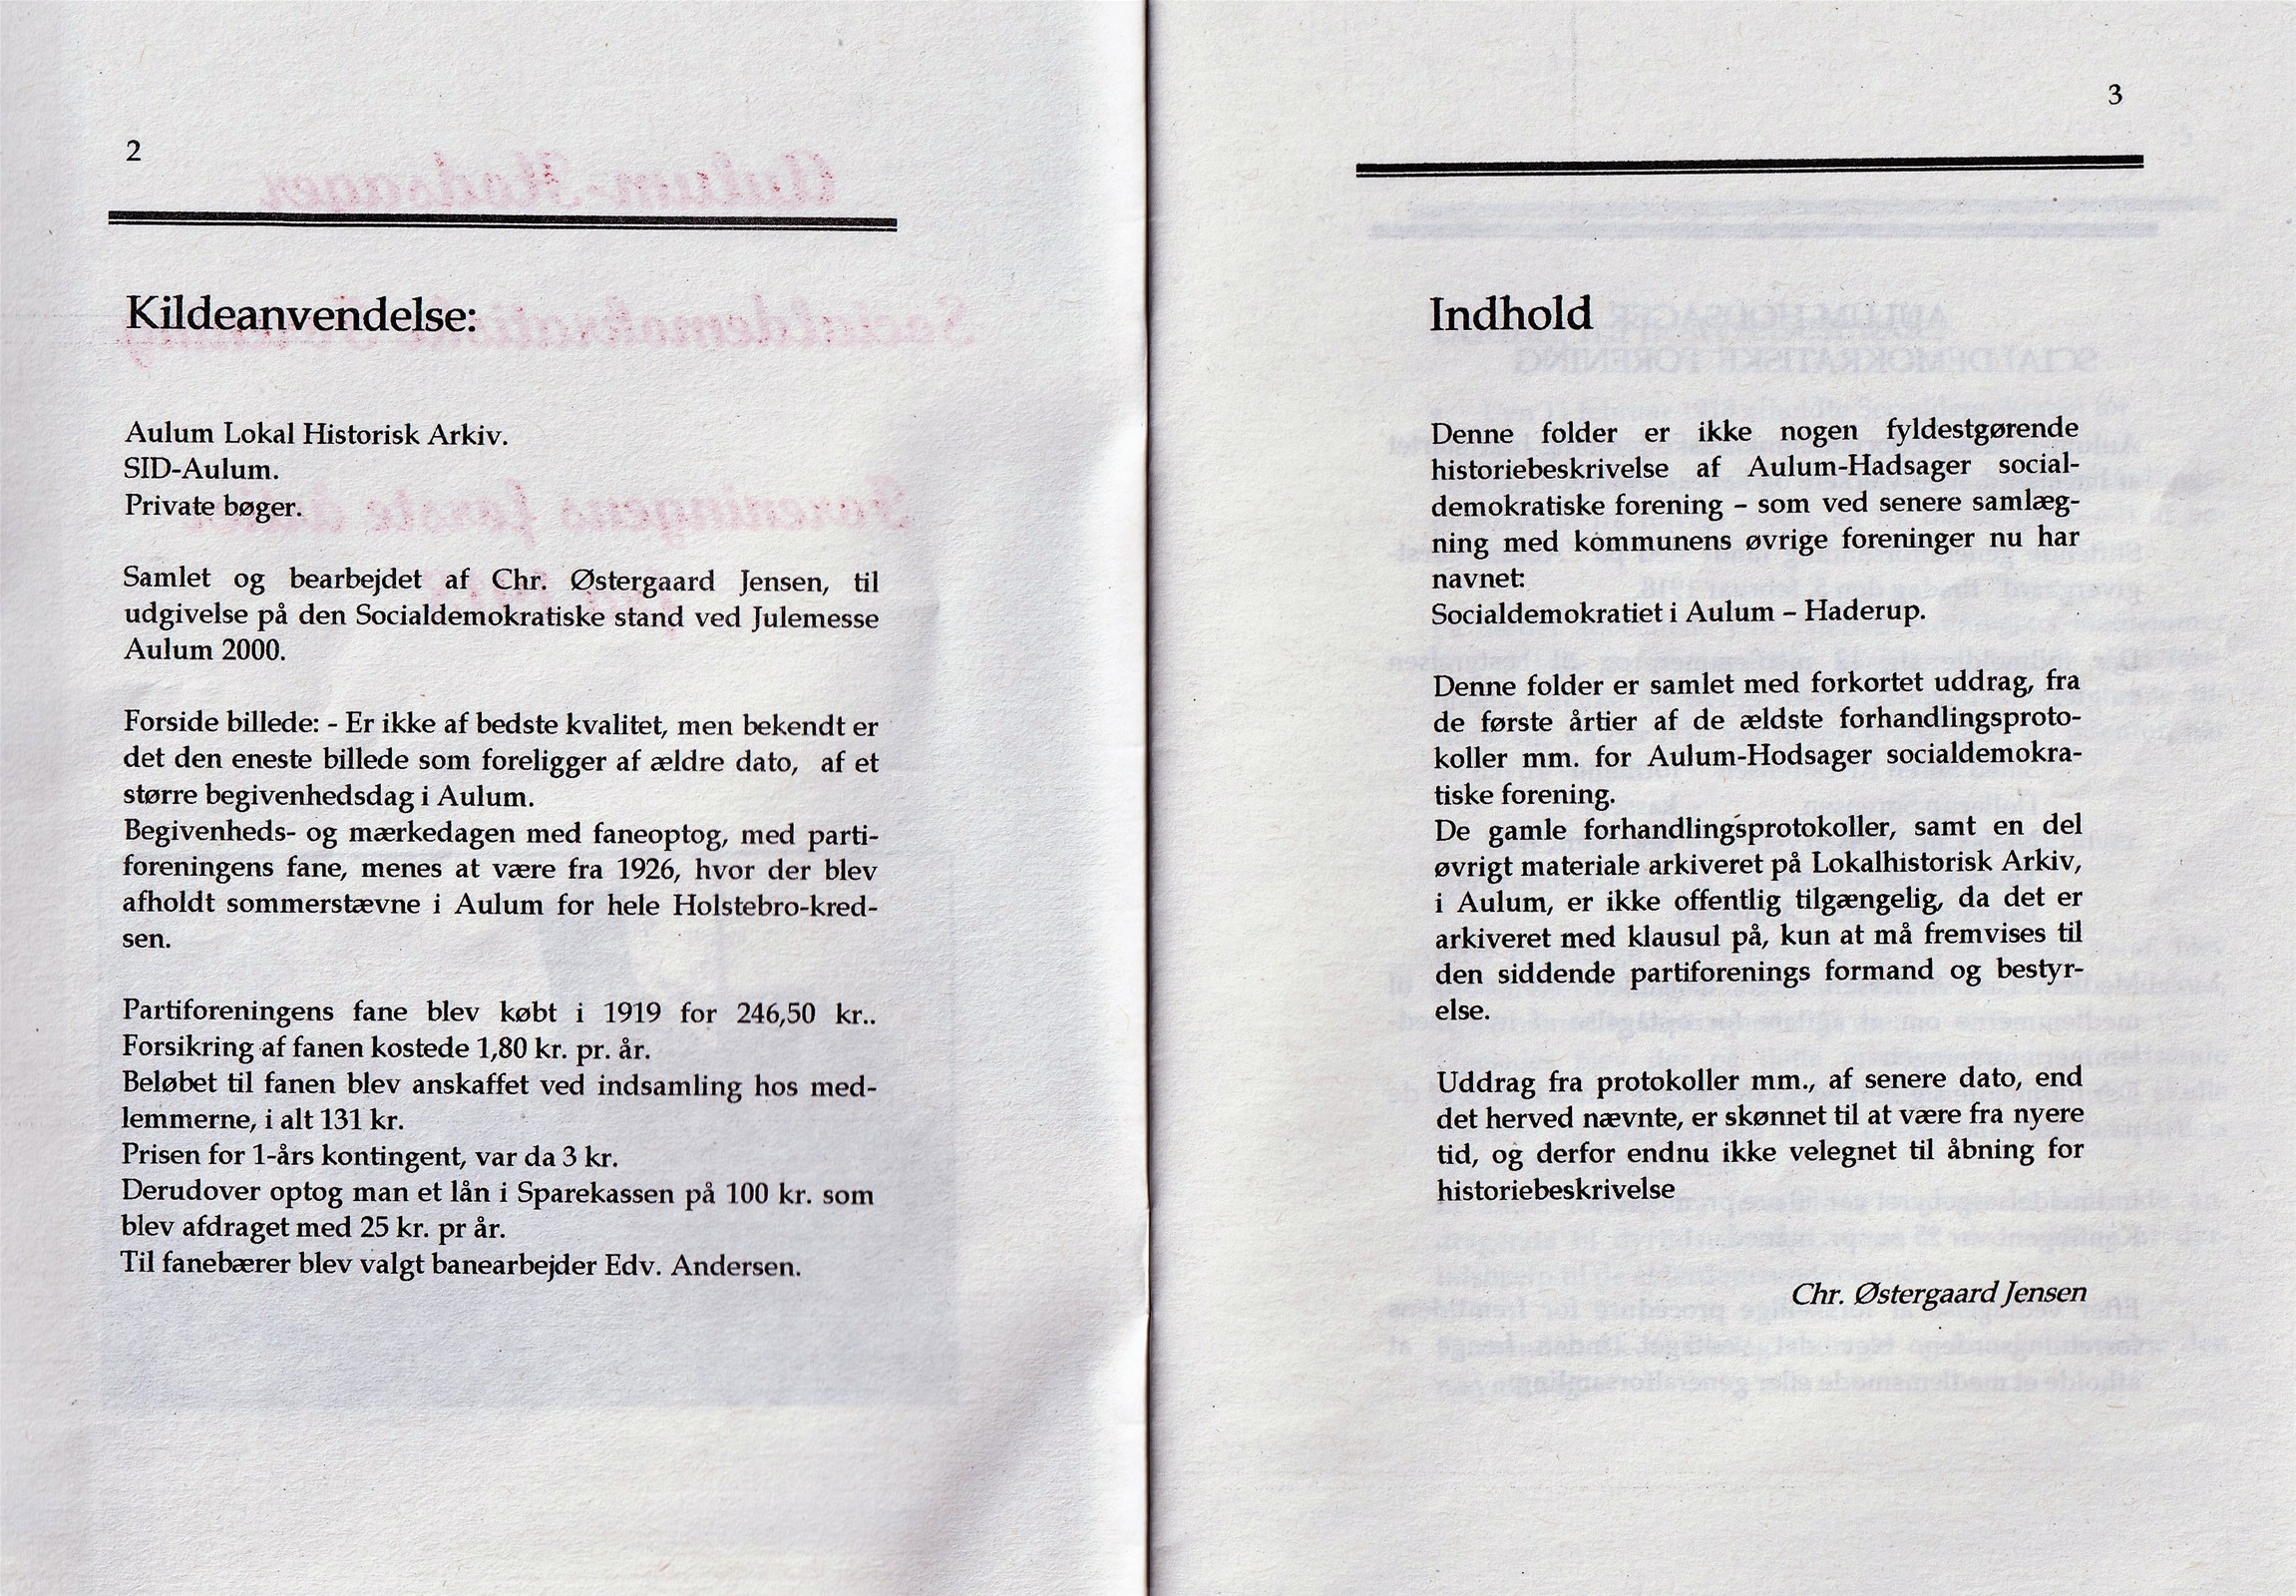 2
Kildeanvendelse:
Aulum Lokal Historisk Arkiv.
SID-Aulum.
Private bøger.
Samlet og bearbejdet af Chr. Østergaard Jensen, til
udgivelse på den Socialdemokratiske stand ved Julemesse
Aulum 2000.
Forside billede: - Er ikke af bedste kvalitet, men bekendt er
det den eneste billede som foreligger af ældre dato, af et
større begivenhedsdag i Aulum.
Begivenheds- og mærkedagen med faneoptog, med parti-
foreningens fane, menes at være fra 1926, hvor der blev
afholdt sommerstævne i Aulum for hele Holstebro-kred-
sen.
Partiforeningens fane blev købt i 1919 for 246,50 kr..
Forsikring af fanen kostede 1,80 kr. pr. år.
Beløbet til fanen blev anskaffet ved indsamling hos med-
lemmerne, i alt 131 kr.
Prisen for 1-års kontingent, var da 3 kr.
Derudover optog man et lån i Sparekassen på 100 kr. som
blev afdraget med 25 kr. pr år.
Til fanebærer blev valgt banearbejder Edv. Andersen.
3
Indhold
Denne folder er ikke nogen fyldestgørende
historiebeskrivelse af Aulum-Hadsager social-
demokratiske forening – som ved senere samlæg-
ning med kommunens øvrige foreninger nu har
navnet:
Socialdemokratiet i Aulum – Haderup.
Denne folder er samlet med forkortet uddrag, fra
de første årtier af de ældste forhandlingsproto-
koller mm. for Aulum-Hodsager socialdemokra-
tiske forening.
De gamle forhandlingsprotokoller, samt en del
øvrigt materiale arkiveret på Lokalhistorisk Arkiv,
i Aulum, er ikke offentlig tilgængelig, da det er
arkiveret med klausul på, kun at må fremvises til
den siddende partiforenings formand og bestyr-
else.
Uddrag fra protokoller mm., af senere dato, end
det herved nævnte, er skønnet til at være fra nyere
tid, og derfor endnu ikke velegnet til åbning for
historiebeskrivelse
Chr. Østergaard Jensen